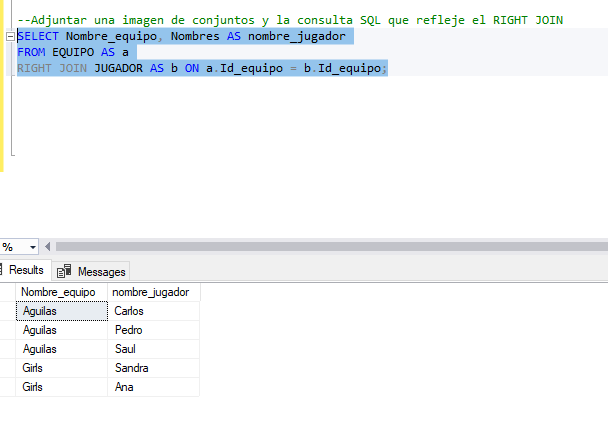 --Adjuntar una imagen de conjuntos y la consulta SQL que refleje el RIGHT JOIN
SELECT Nombre_equipo, Nombres AS nombre_jugador
FROM EQUIPO AS a
RIGHT JOIN JUGADOR AS b ON a.Id_equipo = b.Id_equipo;
%
Results Messages
Nombre_equipo nombre_jugador
Aguilas Carlos
Aguilas Pedro
Aguilas Saul
Girls Sandra
Girls Ana